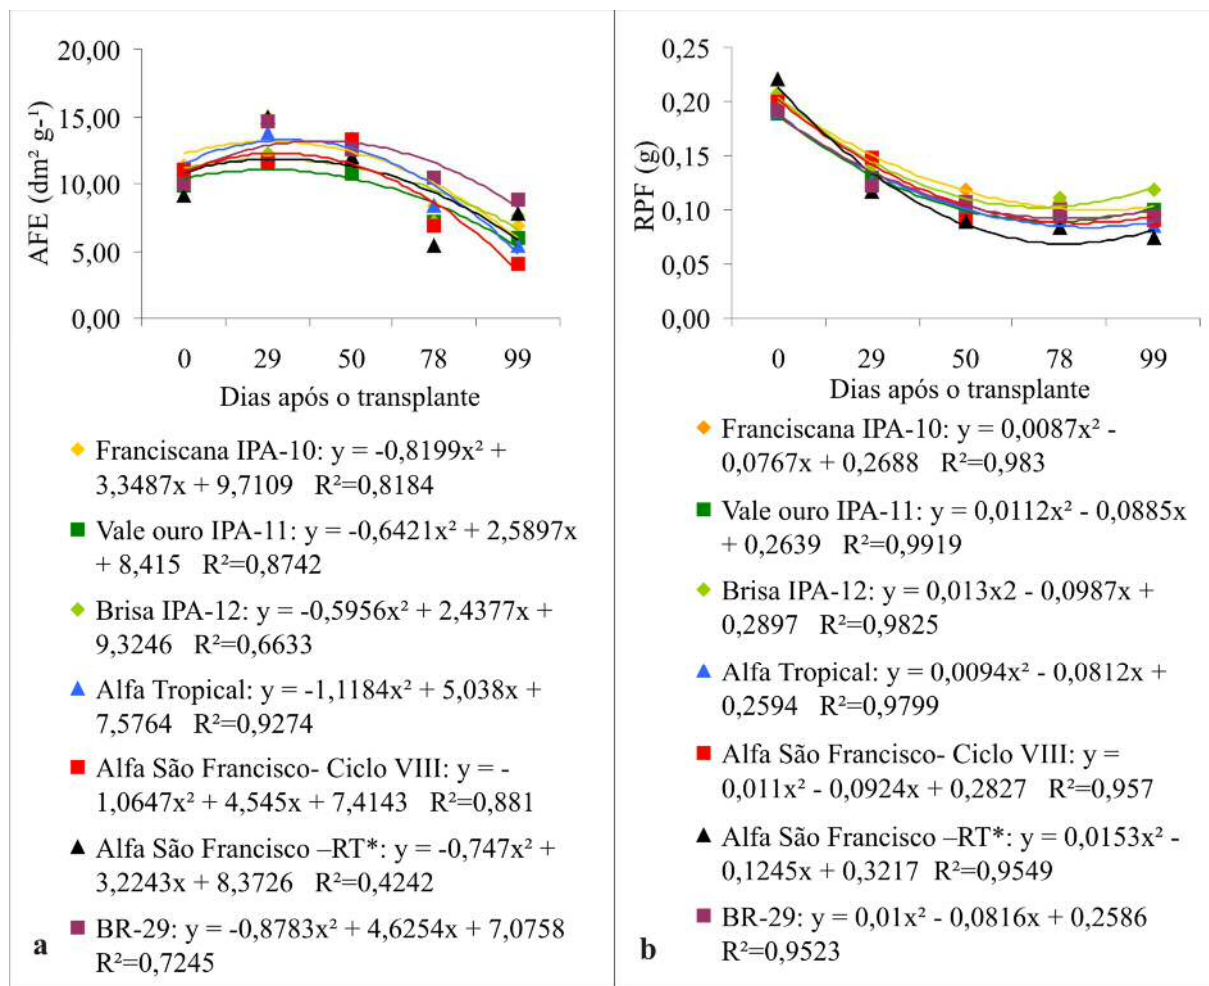 20,00
15,00
10,00
5,00
0,00
AFE (dm² g-¹)
0 29 50 78 99
Dias após o transplante
Franciscana IPA-10: y = -0,8199x² +
3,3487x + 9,7109 R²=0,8184
Vale ouro IPA-11: y = -0,6421x² + 2,5897x
+ 8,415 R²=0,8742
Brisa IPA-12: y = -0,5956x² + 2,4377x +
9,3246 R²=0,6633
Alfa Tropical: y = -1,1184x² + 5,038x +
7,5764 R²=0,9274
Alfa São Francisco- Ciclo VIII: y = -
1,0647x² + 4,545x + 7,4143 R²=0,881
Alfa São Francisco –RT*: y = -0,747x² +
3,2243x + 8,3726 R²=0,4242
BR-29: y = -0,8783x² + 4,6254x + 7,0758
R²=0,7245
a
0,25
0,20
0,15
0,10
0,05
0,00
RPF (g)
0 29 50 78 99
Dias após o transplante
Franciscana IPA-10: y = 0,0087x² -
0,0767x + 0,2688 R²=0,983
Vale ouro IPA-11: y = 0,0112x² - 0,0885x
+ 0,2639 R²=0,9919
Brisa IPA-12: y = 0,013x2 - 0,0987x +
0,2897 R²=0,9825
Alfa Tropical: y = 0,0094x² - 0,0812x +
0,2594 R²=0,9799
Alfa São Francisco- Ciclo VIII: y =
0,011x² - 0,0924x + 0,2827 R²=0,957
Alfa São Francisco –RT*: y = 0,0153x² -
0,1245x + 0,3217 R²=0,9549
BR-29: y = 0,01x² - 0,0816x + 0,2586
R²=0,9523
b